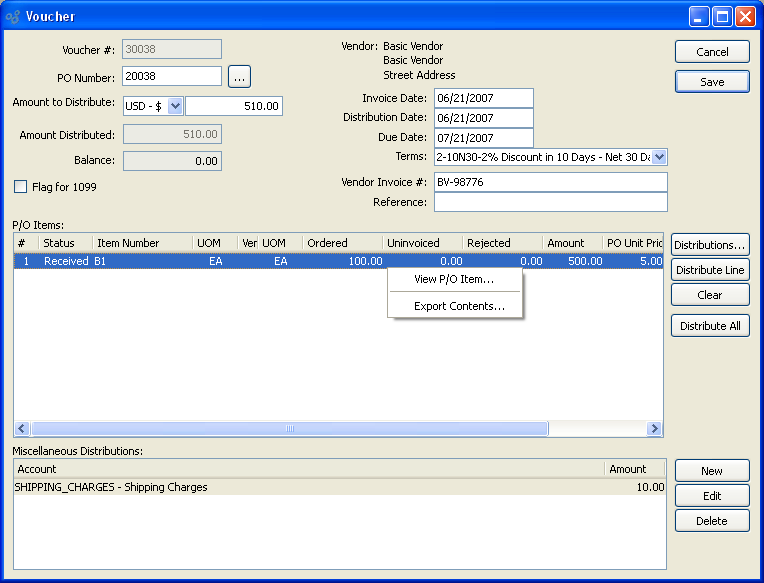 Voucher
Voucher #: 30038
PO Number: 20038 ...
Amount to Distribute: USD - $ 510.00
Amount Distributed: 510.00
Balance: 0.00
Flag for 1099
Vendor: Basic Vendor
Basic Vendor
Street Address
Invoice Date: 06/21/2007
Distribution Date: 06/21/2007
Due Date: 07/21/2007
Terms: 2-10N30-2% Discount in 10 Days - Net 30 Da
Vendor Invoice #: BV-98776
Reference:
Cancel
Save
P/O Items:
# Status Item Number UOM Ver UOM Ordered Uninvoiced Rejected Amount PO Unit Pric
1 Received B1 EA EA 100.00 0.00 0.00 500.00 5.00
View P/O Item...
Export Contents...
Distributions...
Distribute Line
Clear
Distribute All
Miscellaneous Distributions:
Account Amount
SHIPPING_CHARGES - Shipping Charges 10.00
New
Edit
Delete